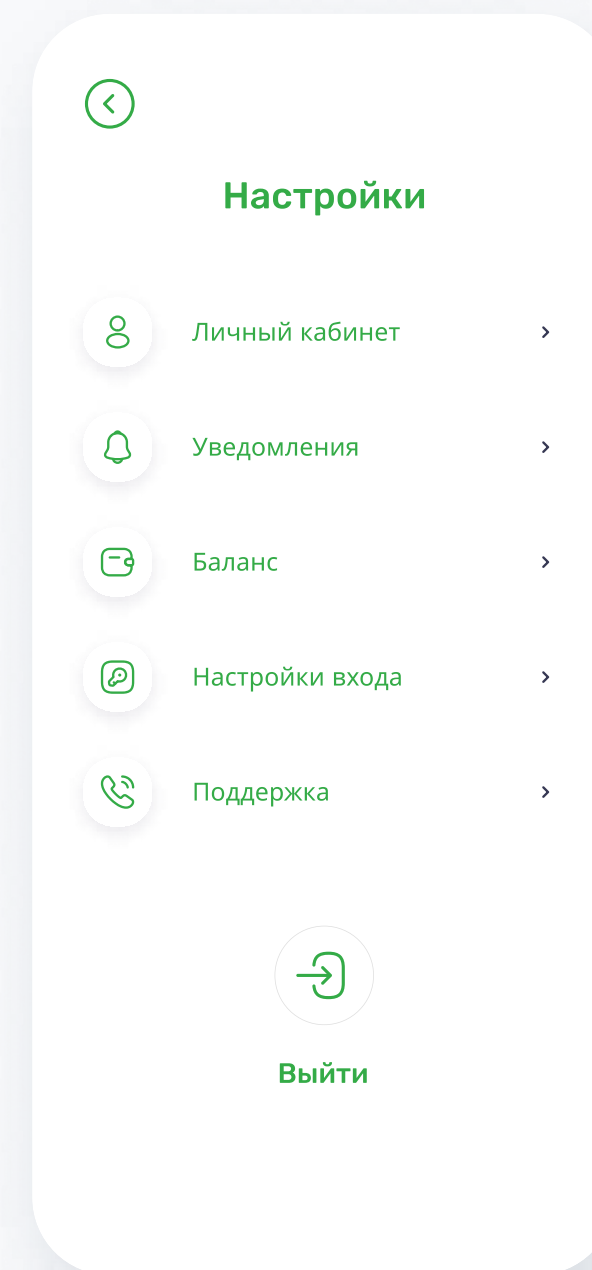 Настройки
Личный кабинет
Уведомления
Баланс
Настройки входа
Поддержка
Выйти